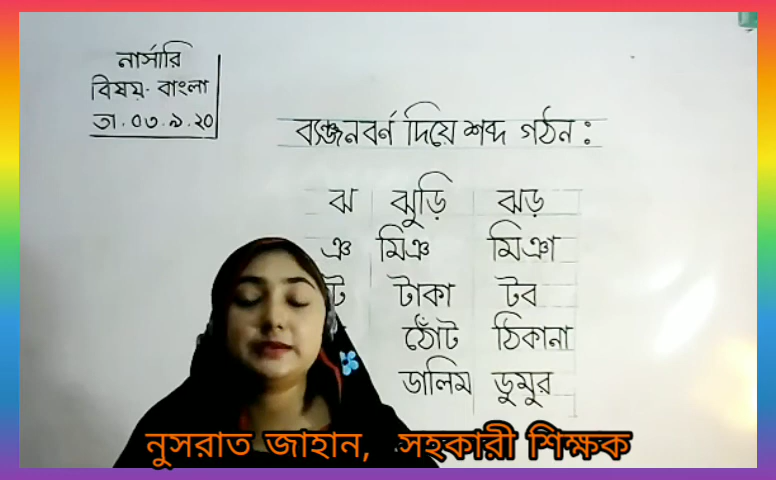 নার্সারি
বিষয়- বাংলা
তা. ০৩.৯.২০
ব্যঞ্জনবর্ন দিয়ে শব্দ গঠন :
ঝ ঝুড়ি ঝড়
ঞ মিঞ মিঞা
ট টাকা টব
ঠোঁট ঠিকানা
ডালিম ডুমুর
নুসরাত জাহান, সহকারী শিক্ষক